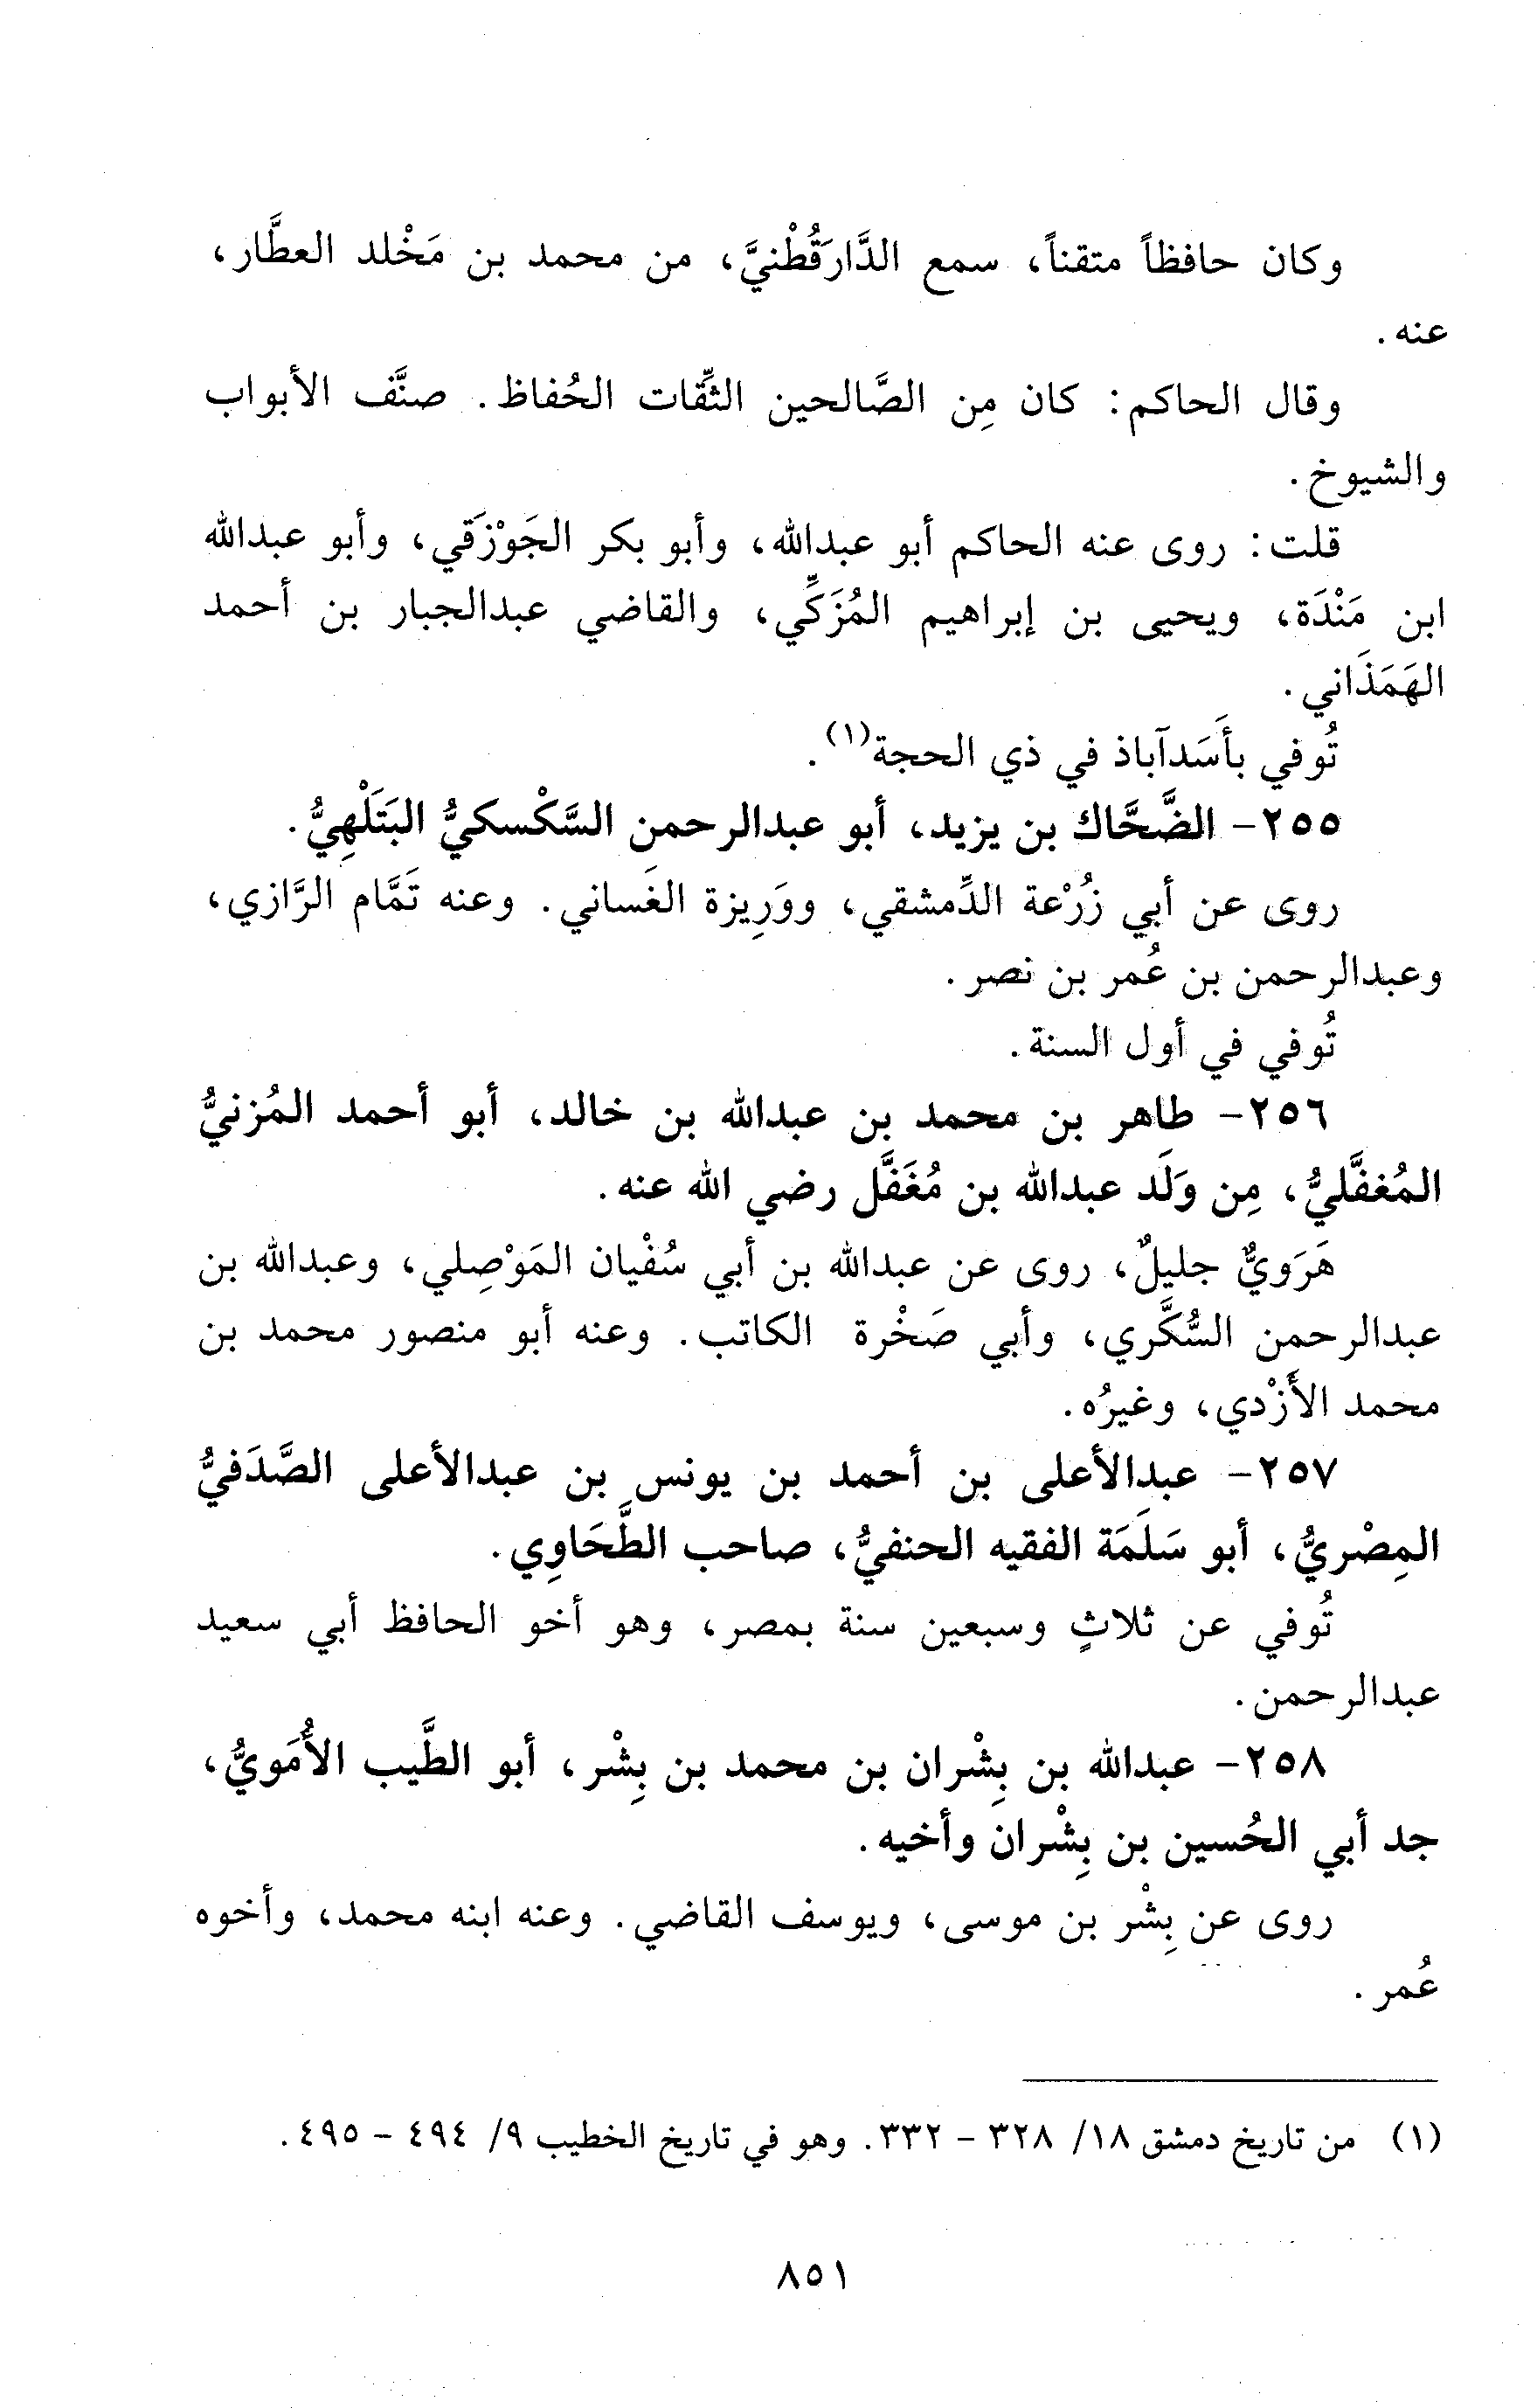 وكان حافظاً متقناً، سمع الدَّارَقُطْنيَّ، من محمد بن مَخْلد العطَّار،
عنه.
وقال الحاكم: كان مِن الصَّالحين الثِّقات الحُفاظ. صنَّف الأبواب
والشيوخ.
قلت: روى عنه الحاكم أبو عبدالله، وأبو بكر الجَوْزَقي، وأبو عبدالله
ابن مَنْدَة، ويحيى بن إبراهيم المُزَكِّي، والقاضي عبدالجبار بن أحمد
الهَمَذَاني.
تُوفي بأَسَدآباذ في ذي الحجة(١).
٢٥٥- الضَّحَّاك بن يزيد، أبو عبدالرحمن السَّكْسكيُّ البَتَلْهِيُّ.
روى عن أبي زُرْعة الدِّمشقي، ووَرِيزة الغَساني. وعنه تَمَّام الرَّازي،
وعبدالرحمن بن عُمر بن نصر.
تُوفي في أول السنة.
٢٥٦- طاهر بن محمد بن عبدالله بن خالد، أبو أحمد المُزنيُّ
المُغفَّليُّ، مِن وَلَد عبدالله بن مُغَفَّل رضي الله عنه.
هَرَويٌّ جليلٌ، روى عن عبدالله بن أبي سُفْيان المَوْصِلي، وعبدالله بن
عبدالرحمن السُّكَّري، وأبي صَخْرة الكاتب. وعنه أبو منصور محمد بن
محمد الأَزْدي، وغيرُه.
٢٥٧- عبدالأعلى بن أحمد بن يونس بن عبدالأعلى الصَّدَفيُّ
المِصْريُّ، أبو سَلَمَة الفقيه الحنفيُّ، صاحب الطَّحَاوِي.
تُوفي عن ثلاثٍ وسبعين سنة بمصر، وهو أخو الحافظ أبي سعيد
عبدالرحمن.
٢٥٨- عبدالله بن بِشْران بن محمد بن بِشْر، أبو الطَّيب الأُمَويُّ،
جد أبي الحُسين بن بِشْران وأخيه.
روى عن بِشْر بن موسى، ويوسف القاضي. وعنه ابنه محمد، وأخوه
عُمر.
(١) من تاريخ دمشق ١٨/ ٣٢٨ - ٣٣٢. وهو في تاريخ الخطيب ٩/ ٤٩٤ - ٤٩٥.
٨٥١